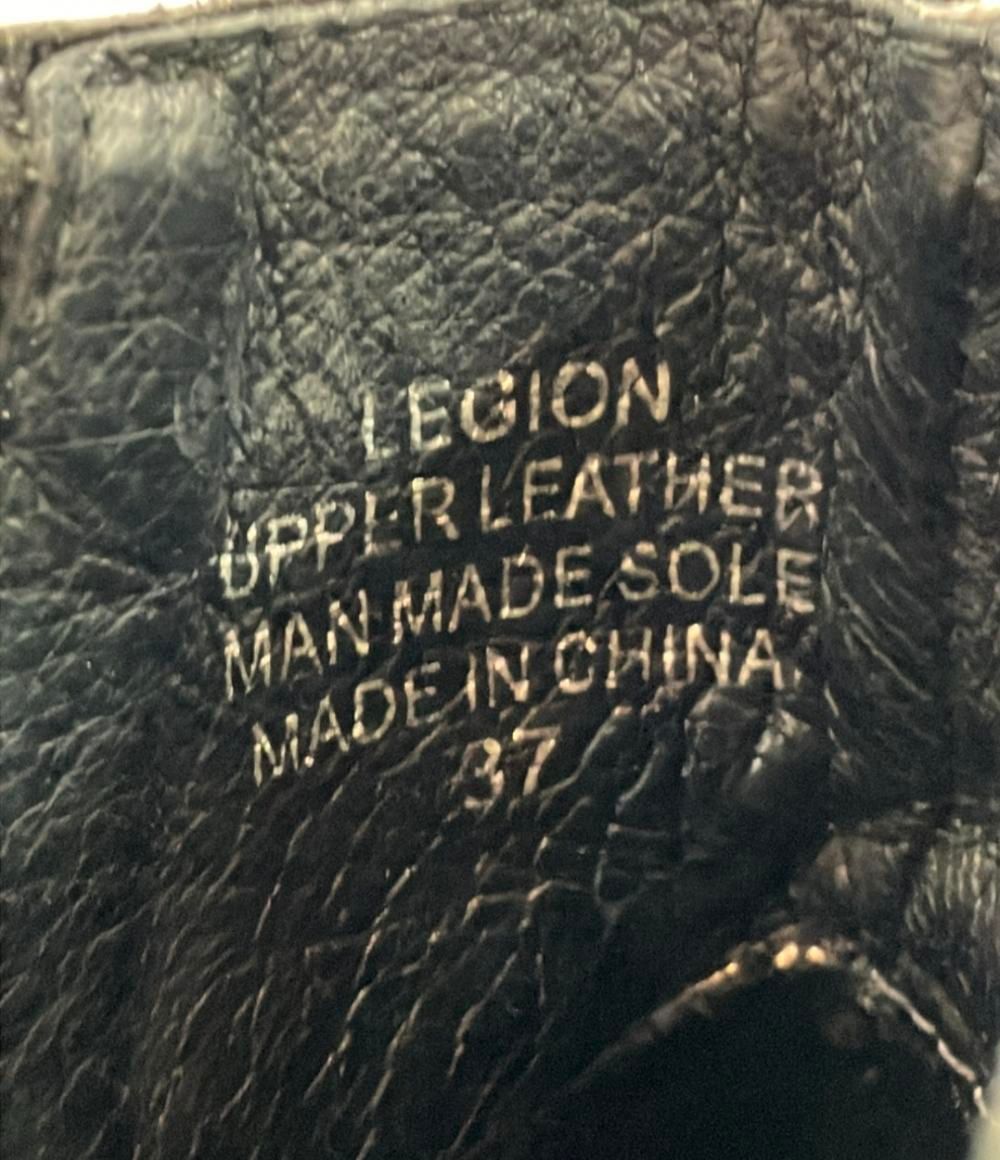 LEGION
UPPER LEATHER
MAN MADE SOLE
MADE IN CHINA
37